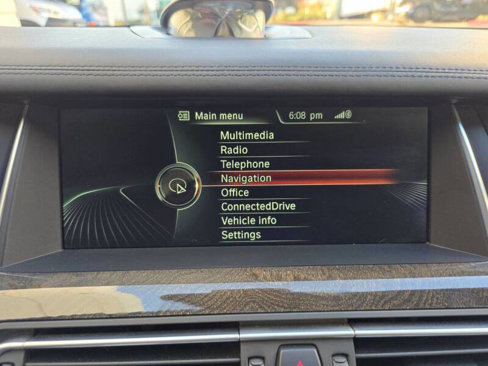 Main menu
6:08 pm
Multimedia
Radio
Telephone
Navigation
Office
ConnectedDrive
Vehicle info
Settings